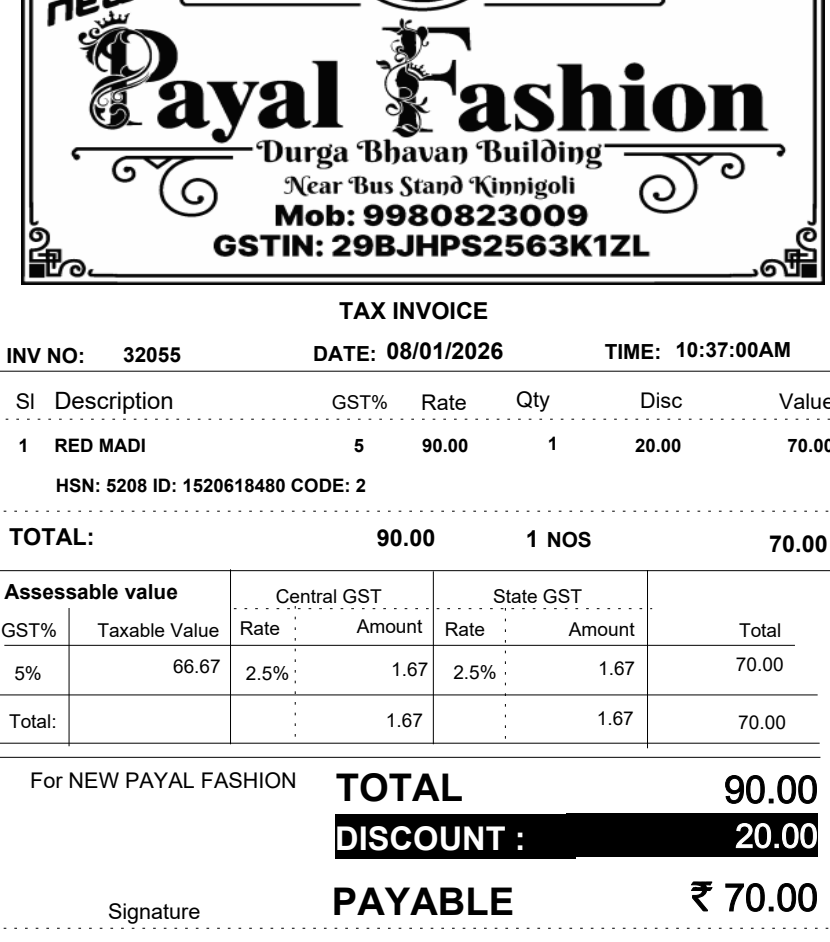 new
Payal Fashion
Durga Bhavan Building
Near Bus Stand Kinnigoli
Mob: 9980823009
GSTIN: 29BJHPS2563K1ZL
TAX INVOICE
INV NO: 32055 DATE: 08/01/2026 TIME: 10:37:00AM
Sl Description GST% Rate Qty Disc Value
1 RED MADI 5 90.00 1 20.00 70.00
HSN: 5208 ID: 1520618480 CODE: 2
TOTAL: 90.00 1 NOS 70.00
Assessable value Central GST State GST
GST% Taxable Value Rate Amount Rate Amount Total
5% 66.67 2.5% 1.67 2.5% 1.67 70.00
Total: 1.67 1.67 70.00
For NEW PAYAL FASHION TOTAL 90.00
DISCOUNT : 20.00
Signature PAYABLE ₹ 70.00